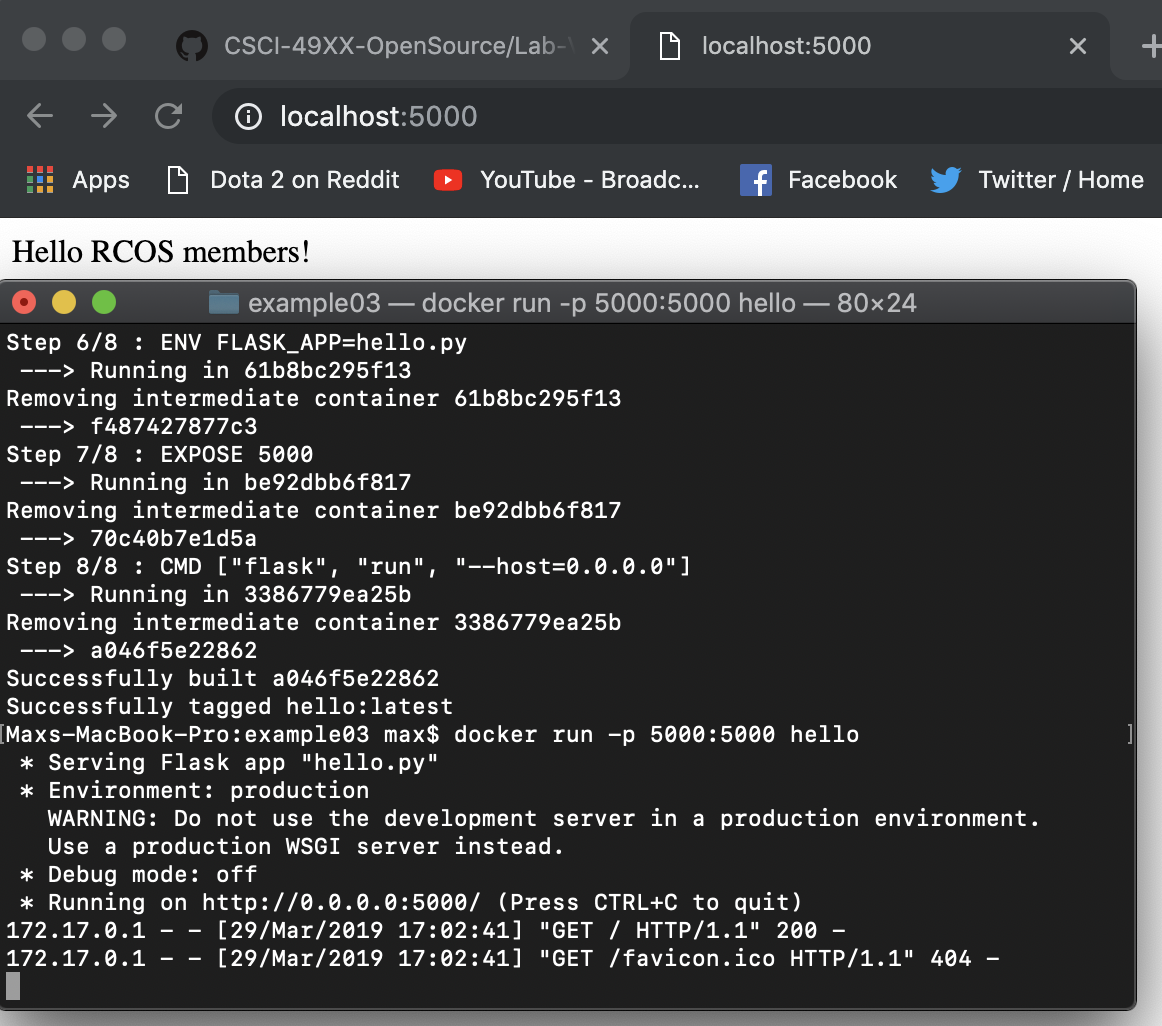 CSCI-49XX-OpenSource/Lab-
localhost:5000
localhost:5000
Apps
Dota 2 on Reddit
YouTube - Broadc...
Facebook
Twitter / Home
Hello RCOS members!
example03 — docker run -p 5000:5000 hello — 80×24
Step 6/8 : ENV FLASK_APP=hello.py
 ---> Running in 61b8bc295f13
Removing intermediate container 61b8bc295f13
 ---> f487427877c3
Step 7/8 : EXPOSE 5000
 ---> Running in be92dbb6f817
Removing intermediate container be92dbb6f817
 ---> 70c40b7e1d5a
Step 8/8 : CMD ["flask", "run", "--host=0.0.0.0"]
 ---> Running in 3386779ea25b
Removing intermediate container 3386779ea25b
 ---> a046f5e22862
Successfully built a046f5e22862
Successfully tagged hello:latest
[Maxs-MacBook-Pro:example03 max$ docker run -p 5000:5000 hello ]
 * Serving Flask app "hello.py"
 * Environment: production
   WARNING: Do not use the development server in a production environment.
   Use a production WSGI server instead.
 * Debug mode: off
 * Running on http://0.0.0.0:5000/ (Press CTRL+C to quit)
172.17.0.1 - - [29/Mar/2019 17:02:41] "GET / HTTP/1.1" 200 -
172.17.0.1 - - [29/Mar/2019 17:02:41] "GET /favicon.ico HTTP/1.1" 404 -